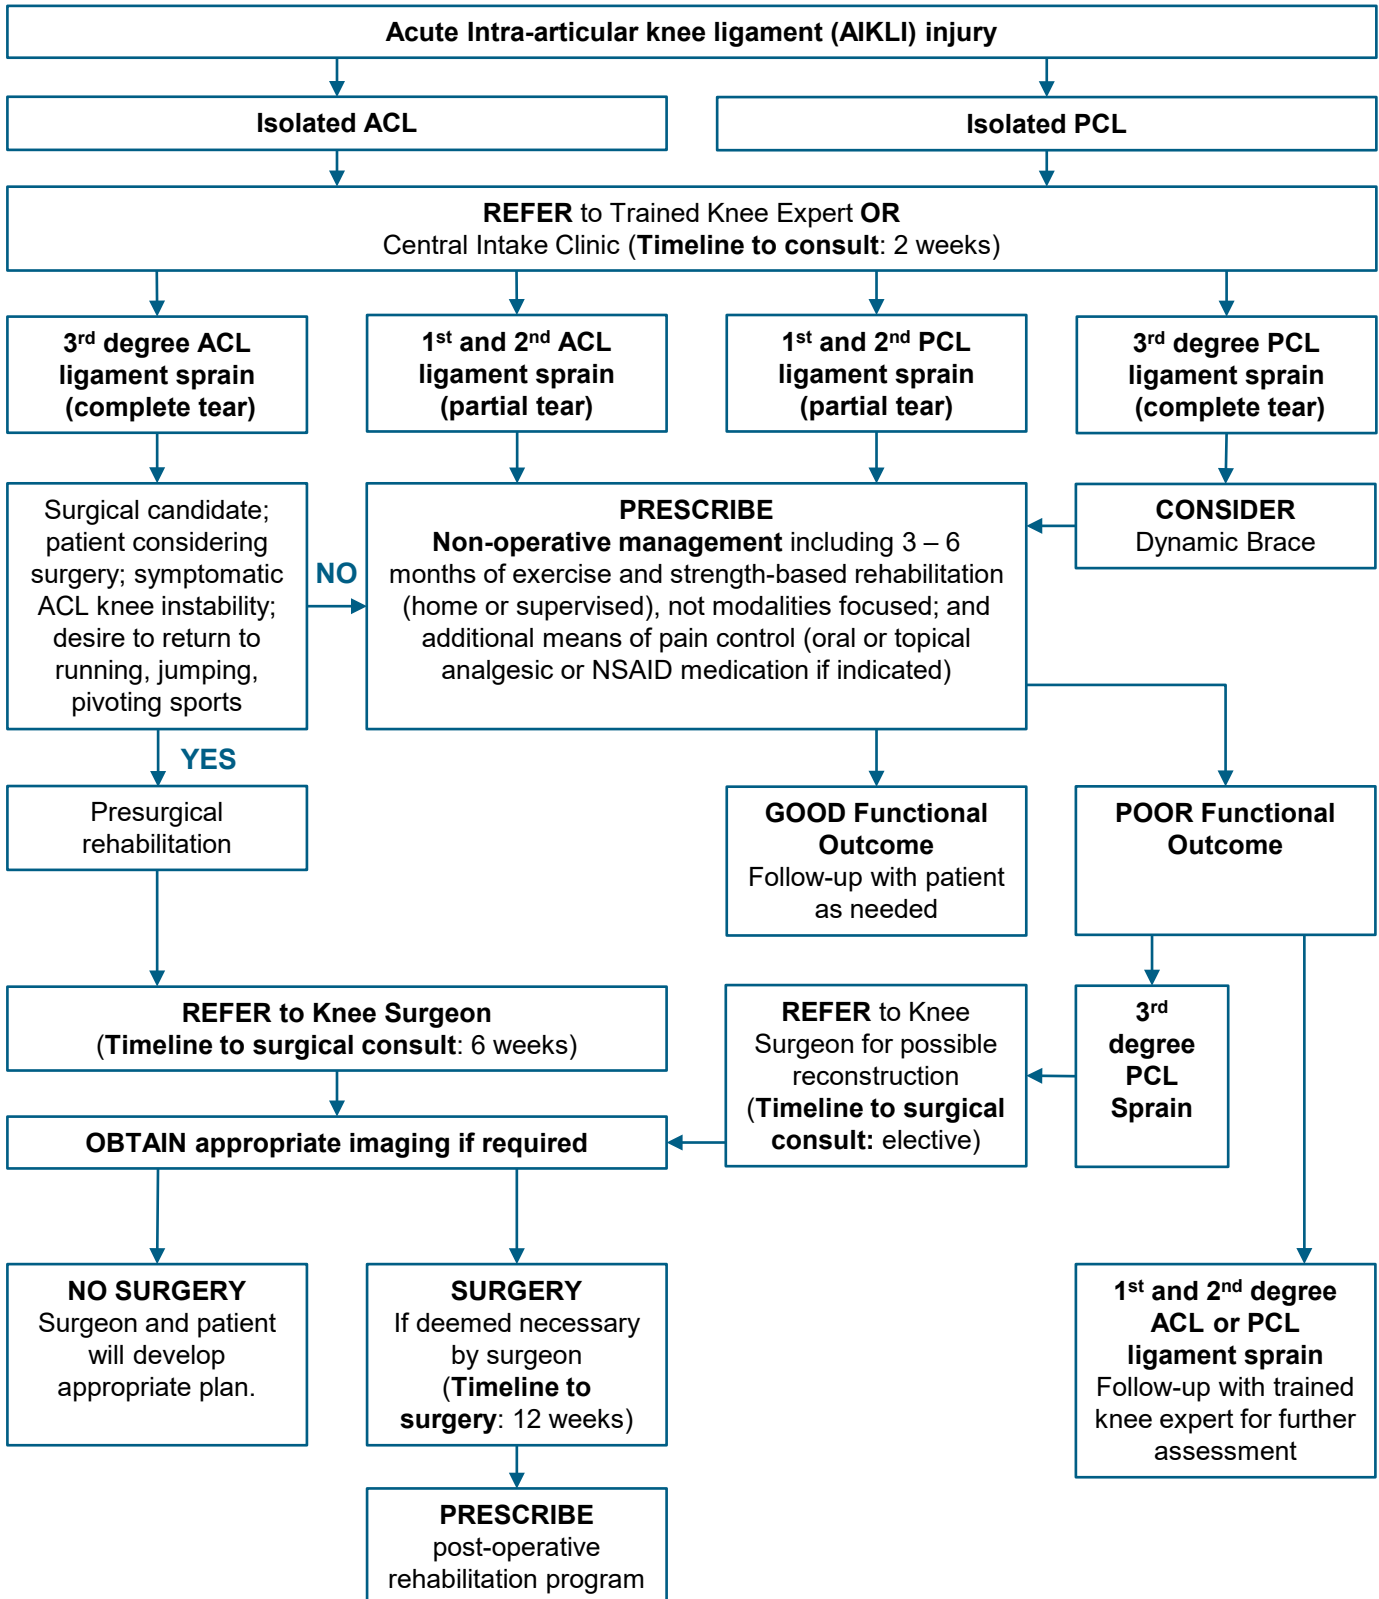 Acute Intra-articular knee ligament (AIKLI) injury
Isolated ACL
Isolated PCL
REFER to Trained Knee Expert OR
Central Intake Clinic (Timeline to consult: 2 weeks)
3rd degree ACL
ligament sprain
(complete tear)
1st and 2nd ACL
ligament sprain
(partial tear)
1st and 2nd PCL
ligament sprain
(partial tear)
3rd degree PCL
ligament sprain
(complete tear)
Surgical candidate;
patient considering
surgery; symptomatic
ACL knee instability;
desire to return to
running, jumping,
pivoting sports
NO
YES
PRESCRIBE
Non-operative management including 3 – 6
months of exercise and strength-based rehabilitation
(home or supervised), not modalities focused; and
additional means of pain control (oral or topical
analgesic or NSAID medication if indicated)
CONSIDER
Dynamic Brace
Presurgical
rehabilitation
GOOD Functional
Outcome
Follow-up with patient
as needed
POOR Functional
Outcome
REFER to Knee Surgeon
(Timeline to surgical consult: 6 weeks)
REFER to Knee
Surgeon for possible
reconstruction
(Timeline to surgical
consult: elective)
3rd
degree
PCL
Sprain
OBTAIN appropriate imaging if required
NO SURGERY
Surgeon and patient
will develop
appropriate plan.
SURGERY
If deemed necessary
by surgeon
(Timeline to
surgery: 12 weeks)
1st and 2nd degree
ACL or PCL
ligament sprain
Follow-up with trained
knee expert for further
assessment
PRESCRIBE
post-operative
rehabilitation program